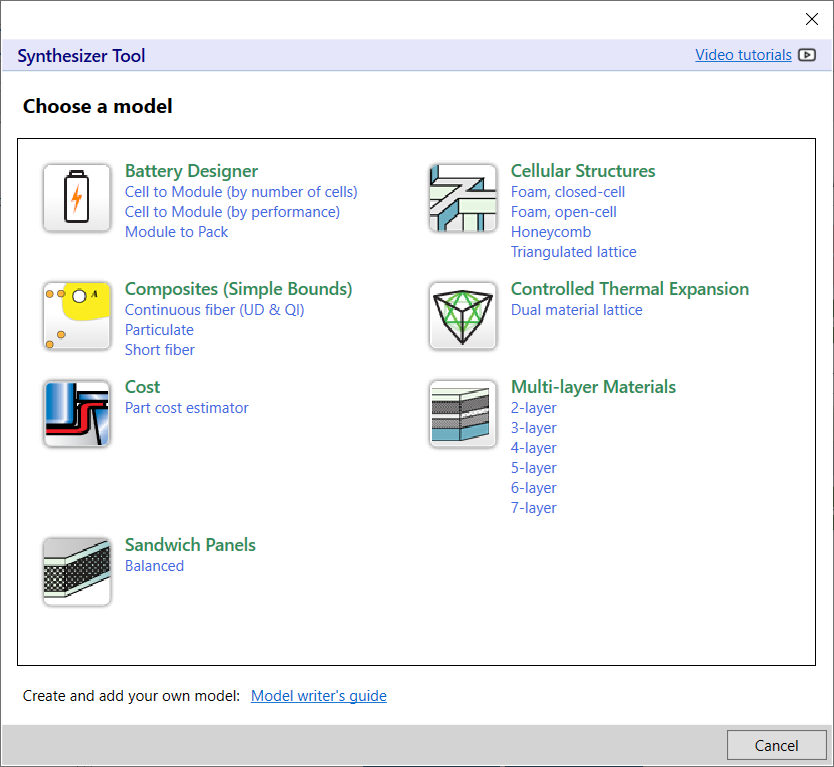 Synthesizer Tool
Video tutorials
Choose a model
Battery Designer
Cell to Module (by number of cells)
Cell to Module (by performance)
Module to Pack
Cellular Structures
Foam, closed-cell
Foam, open-cell
Honeycomb
Triangulated lattice
Composites (Simple Bounds)
Continuous fiber (UD & QI)
Particulate
Short fiber
Controlled Thermal Expansion
Dual material lattice
Cost
Part cost estimator
Multi-layer Materials
2-layer
3-layer
4-layer
5-layer
6-layer
7-layer
Sandwich Panels
Balanced
Create and add your own model: Model writer's guide
Cancel